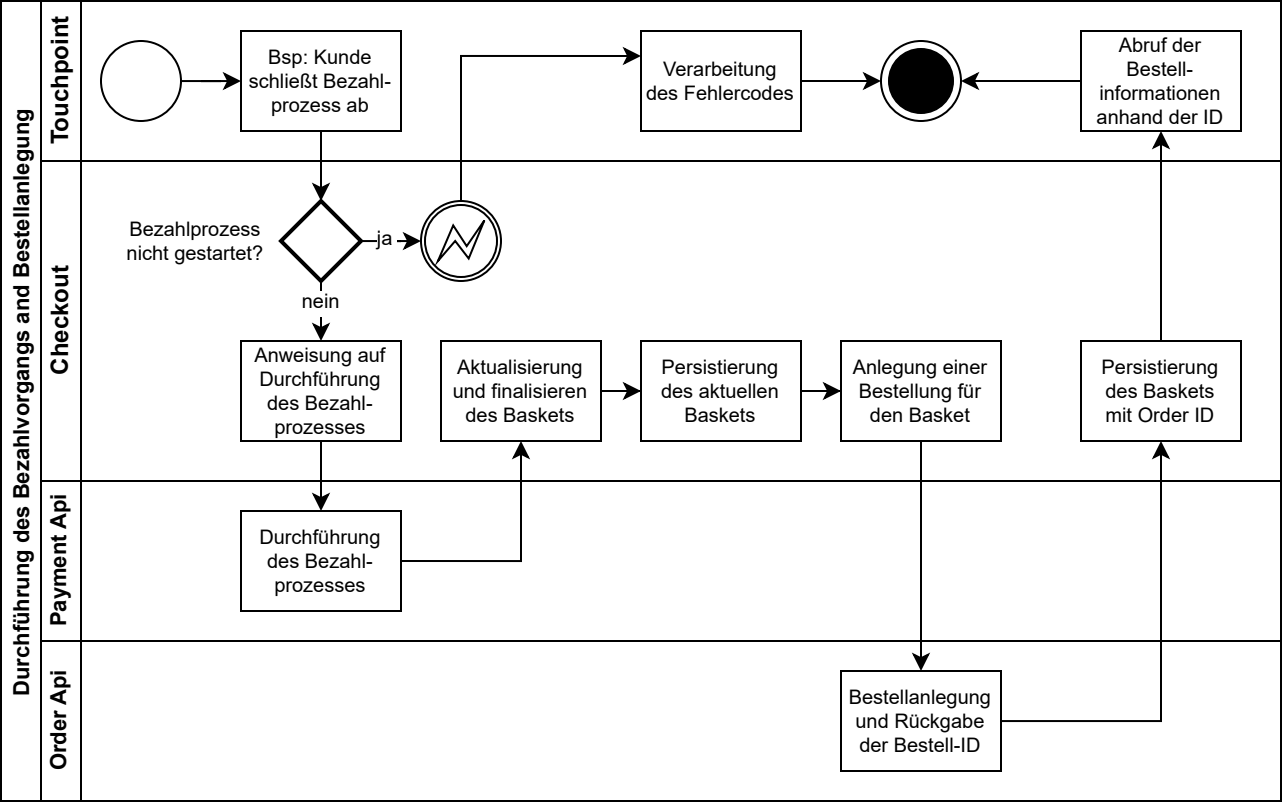 Durchführung des Bezahlvorgangs and Bestellanlegung
Touchpoint
Bsp: Kunde
schließt Bezahl-
prozess ab
Verarbeitung
des Fehlercodes
Abruf der
Bestell-
informationen
anhand der ID
Checkout
Bezahlprozess
nicht gestartet?
ja
nein
Anweisung auf
Durchführung
des Bezahl-
prozesses
Aktualisierung
und finalisieren
des Baskets
Persistierung
des aktuellen
Baskets
Anlegung einer
Bestellung für
den Basket
Persistierung
des Baskets
mit Order ID
Payment Api
Durchführung
des Bezahl-
prozesses
Order Api
Bestellanlegung
und Rückgabe
der Bestell-ID